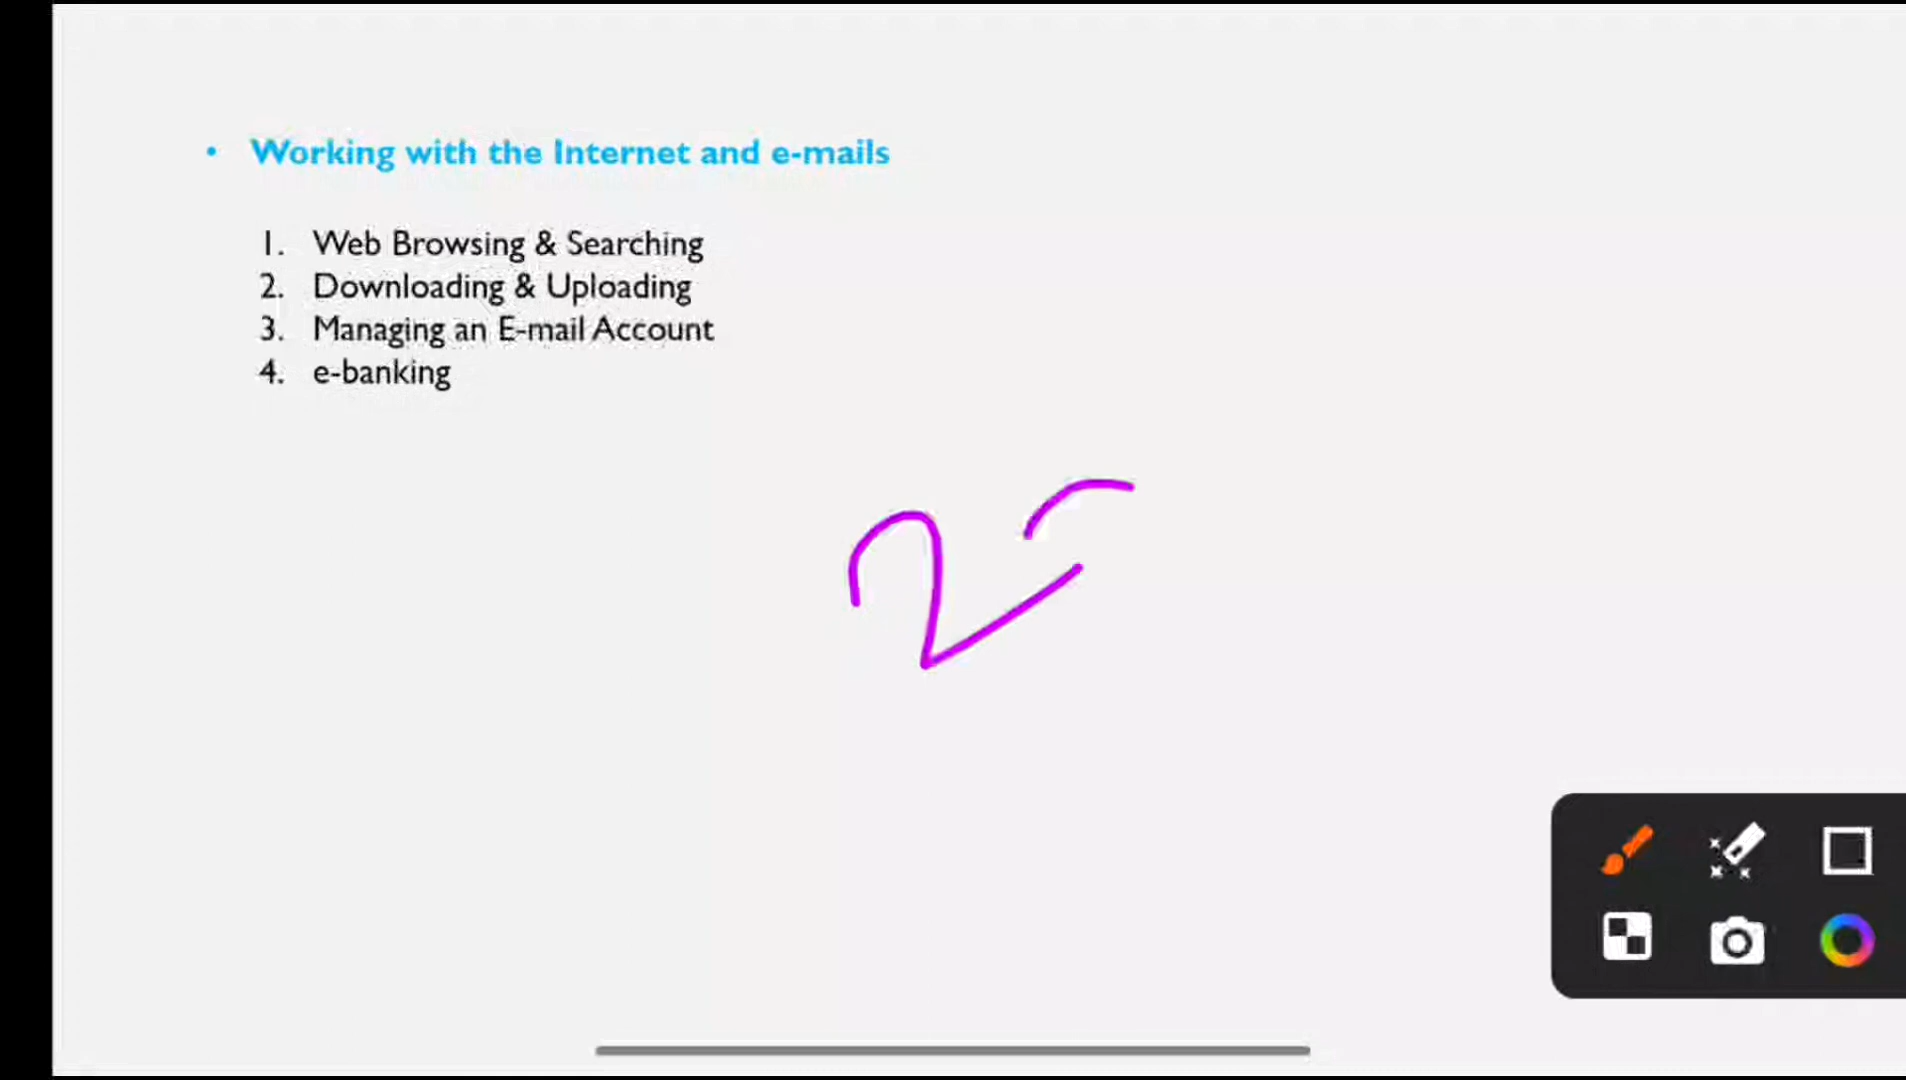 • Working with the Internet and e-mails
1. Web Browsing & Searching
2. Downloading & Uploading
3. Managing an E-mail Account
4. e-banking
2